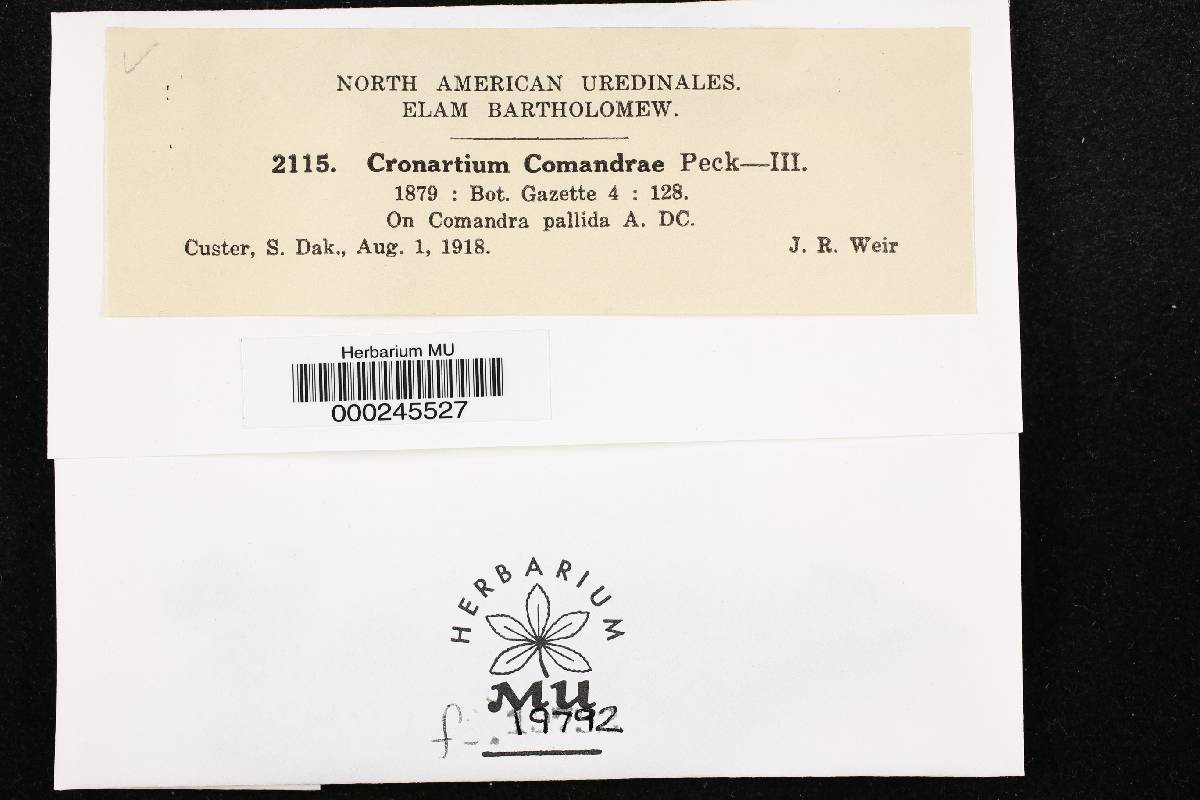 NORTH AMERICAN UREDINALES.
ELAM BARTHOLOMEW.
2115. Cronartium Comandrae Peck—III.
1879 : Bot. Gazette 4 : 128.
On Comandra pallida A. DC.
Custer, S. Dak., Aug. 1, 1918. J. R. Weir
Herbarium MU
000245527
HERBARIUM
MU
f-. 19792